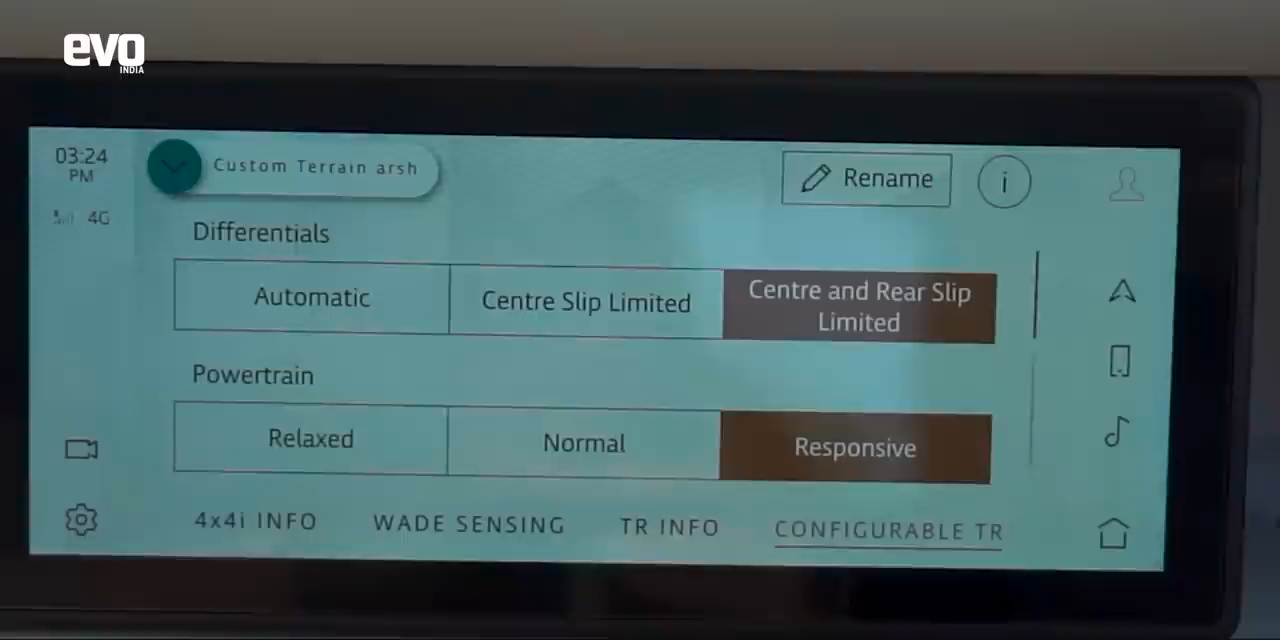 evo
INDIA
03:24
PM
4G
Custom Terrain arsh
Rename
i
Differentials
Automatic
Centre Slip Limited
Centre and Rear Slip
Limited
Powertrain
Relaxed
Normal
Responsive
4x4i INFO
WADE SENSING
TR INFO
CONFIGURABLE TR